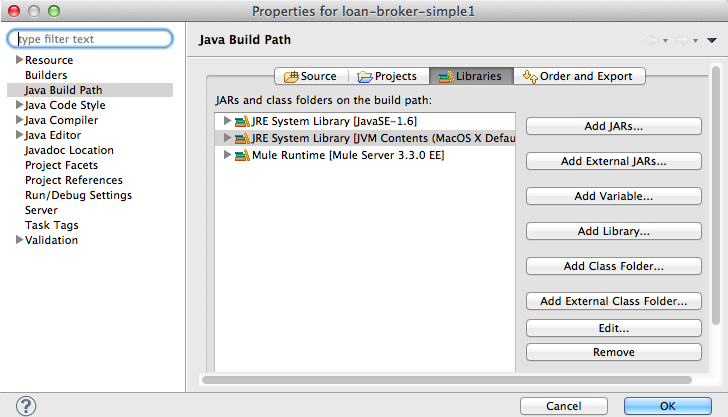 Properties for loan-broker-simple1
type filter text
Resource
Builders
Java Build Path
Java Code Style
Java Compiler
Java Editor
Javadoc Location
Project Facets
Project References
Run/Debug Settings
Server
Task Tags
Validation
Java Build Path
Source Projects Libraries Order and Export
JARs and class folders on the build path:
JRE System Library [JavaSE-1.6]
JRE System Library [JVM Contents (MacOS X Defau
Mule Runtime [Mule Server 3.3.0 EE]
Add JARs...
Add External JARs...
Add Variable...
Add Library...
Add Class Folder...
Add External Class Folder...
Edit...
Remove
?
Cancel OK